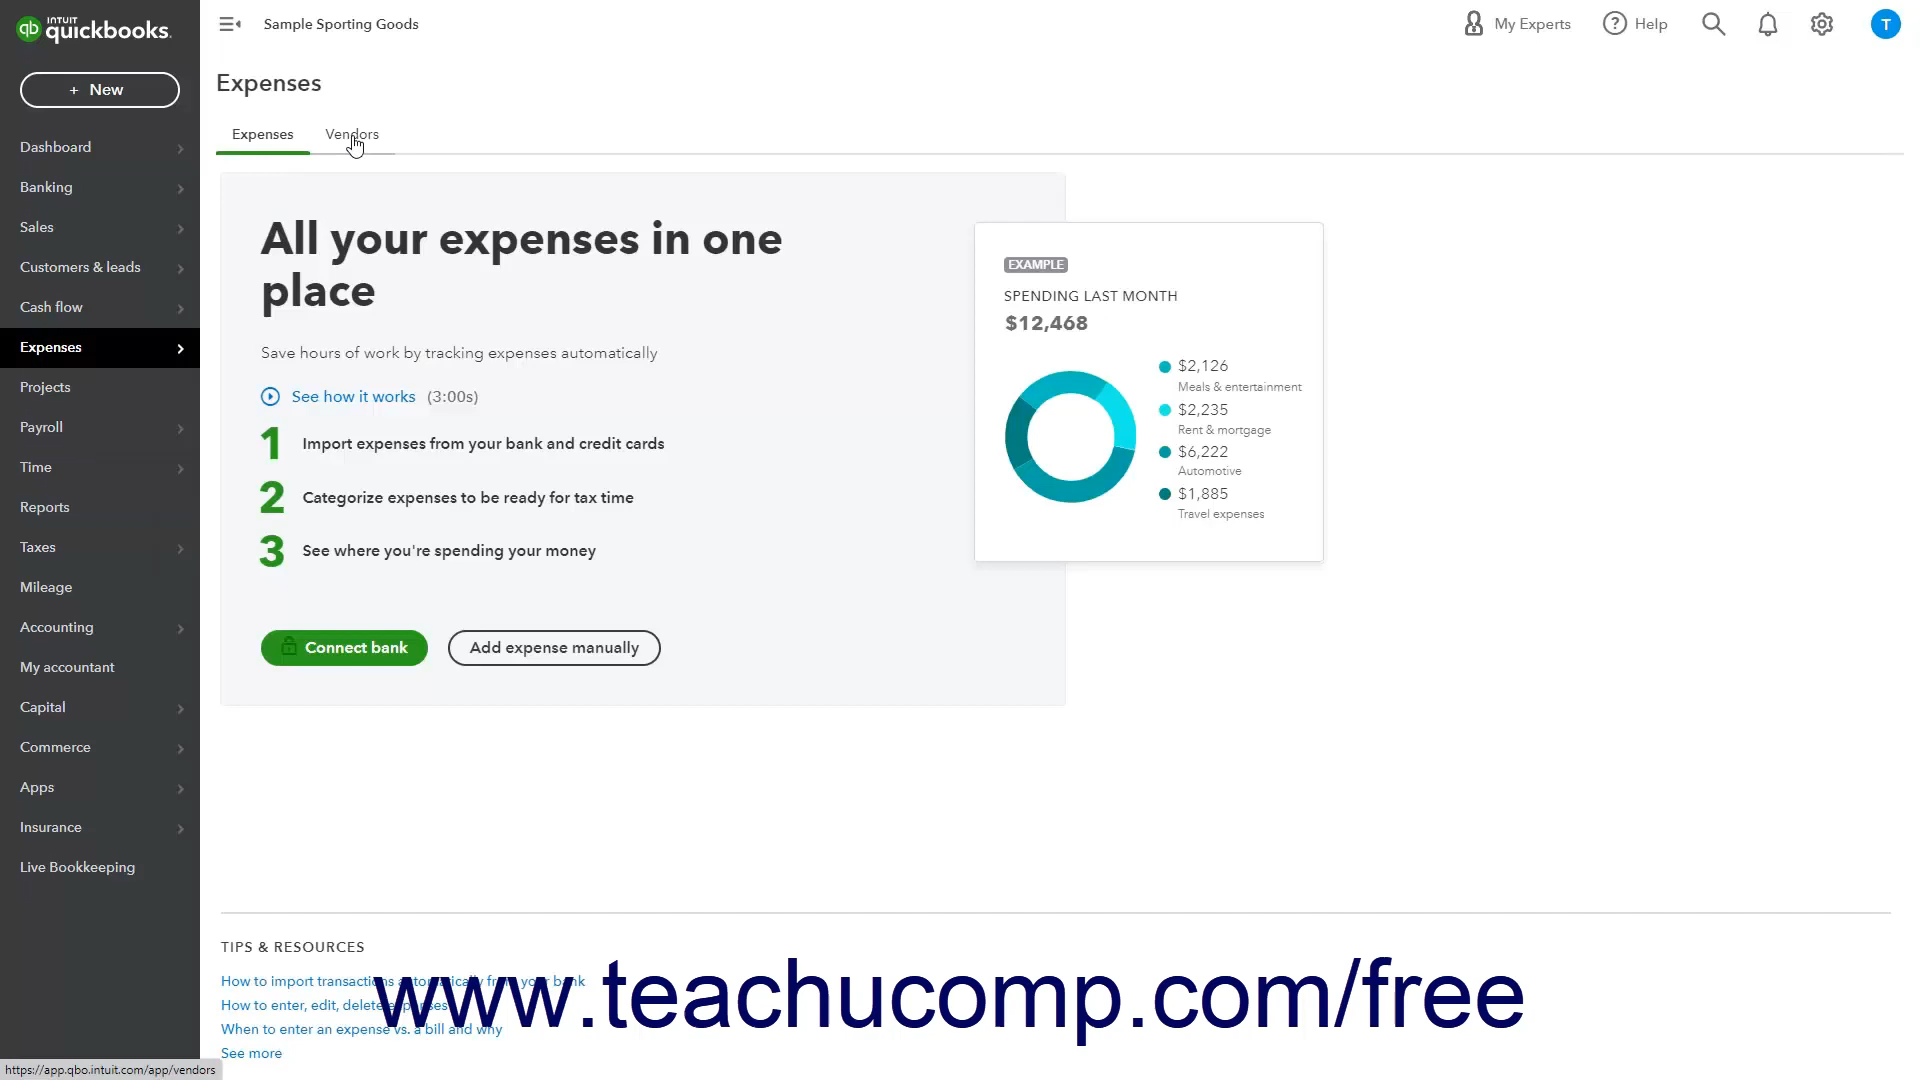 INTUIT
qb quickbooks.
Sample Sporting Goods
My Experts
Help
T
+ New
Expenses
Expenses
Vendors
Dashboard
Banking
Sales
Customers & leads
Cash flow
Expenses
Projects
Payroll
Time
Reports
Taxes
Mileage
Accounting
My accountant
Capital
Commerce
Apps
Insurance
Live Bookkeeping
All your expenses in one
place
Save hours of work by tracking expenses automatically
See how it works (3:00s)
1 Import expenses from your bank and credit cards
2 Categorize expenses to be ready for tax time
3 See where you're spending your money
Connect bank
Add expense manually
EXAMPLE
SPENDING LAST MONTH
$12,468
$2,126
Meals & entertainment
$2,235
Rent & mortgage
$6,222
Automotive
$1,885
Travel expenses
TIPS & RESOURCES
How to import transactions automatically from your bank
How to enter, edit, delete expenses
When to enter an expense vs. a bill and why
See more
www.teachucomp.com/free
https://app.qbo.intuit.com/app/vendors